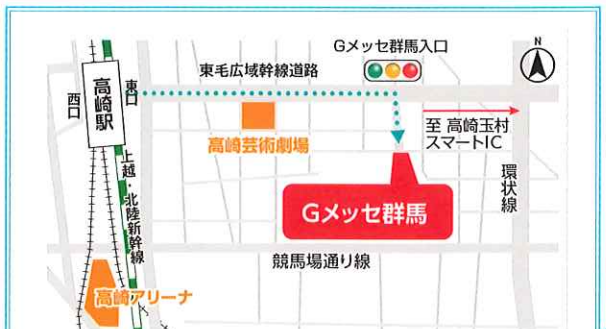 Gメッセ群馬入口
N
東毛広域幹線道路
高崎駅
西口
東口
高崎芸術劇場
至 高崎玉村
スマートIC
環状線
上越・北陸新幹線
Gメッセ群馬
競馬場通り線
高崎アリーナ